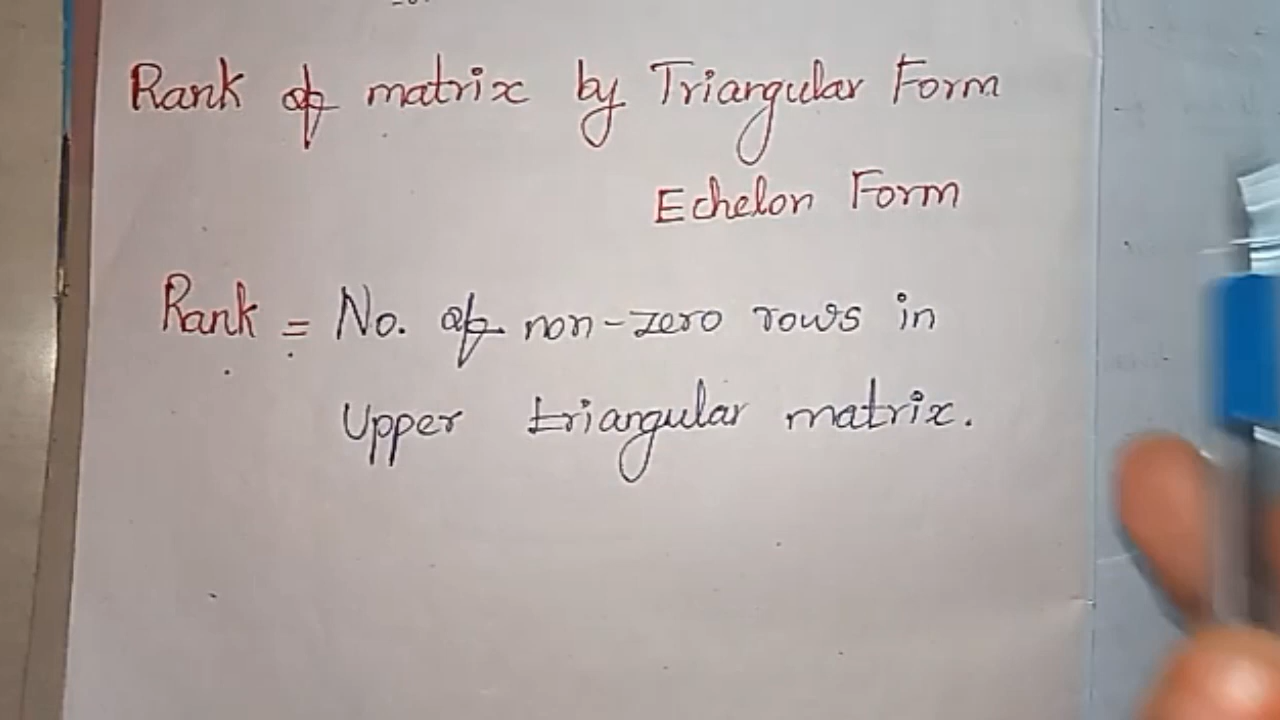 Rank of matrix by Triangular Form
Echelon Form
Rank = No. of non-zero rows in
Upper triangular matrix.